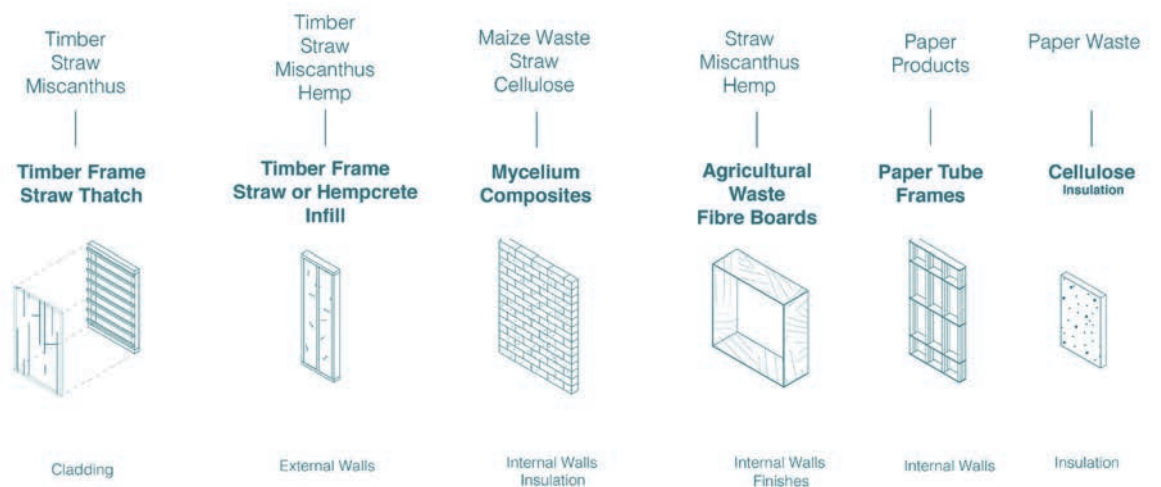 Timber
Straw
Miscanthus
Timber
Straw
Miscanthus
Hemp
Maize Waste
Straw
Cellulose
Straw
Miscanthus
Hemp
Paper
Products
Paper Waste
Timber Frame
Straw Thatch
Timber Frame
Straw or Hempcrete
Infill
Mycelium
Composites
Agricultural
Waste
Fibre Boards
Paper Tube
Frames
Cellulose
Insulation
Cladding
External Walls
Internal Walls
Insulation
Internal Walls
Finishes
Internal Walls
Insulation